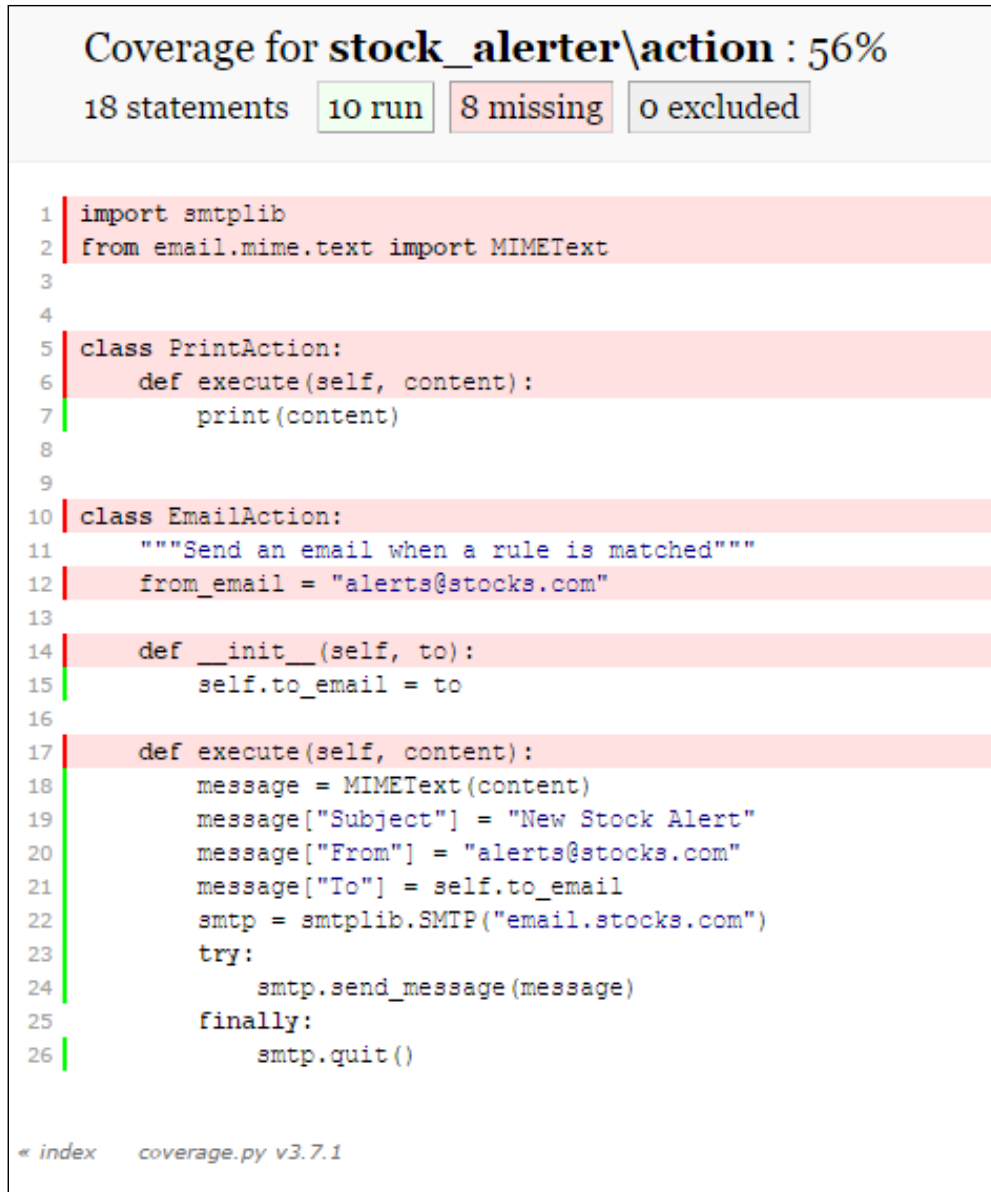 Coverage for stock_alerter\action : 56%
18 statements 10 run 8 missing 0 excluded
1 import smtplib
2 from email.mime.text import MIMEText
3
4
5 class PrintAction:
6     def execute(self, content):
7         print(content)
8
9
10 class EmailAction:
11     """Send an email when a rule is matched"""
12     from_email = "alerts@stocks.com"
13
14     def __init__(self, to):
15         self.to_email = to
16
17     def execute(self, content):
18         message = MIMEText(content)
19         message["Subject"] = "New Stock Alert"
20         message["From"] = "alerts@stocks.com"
21         message["To"] = self.to_email
22         smtp = smtplib.SMTP("email.stocks.com")
23         try:
24             smtp.send_message(message)
25         finally:
26             smtp.quit()
« index coverage.py v3.7.1